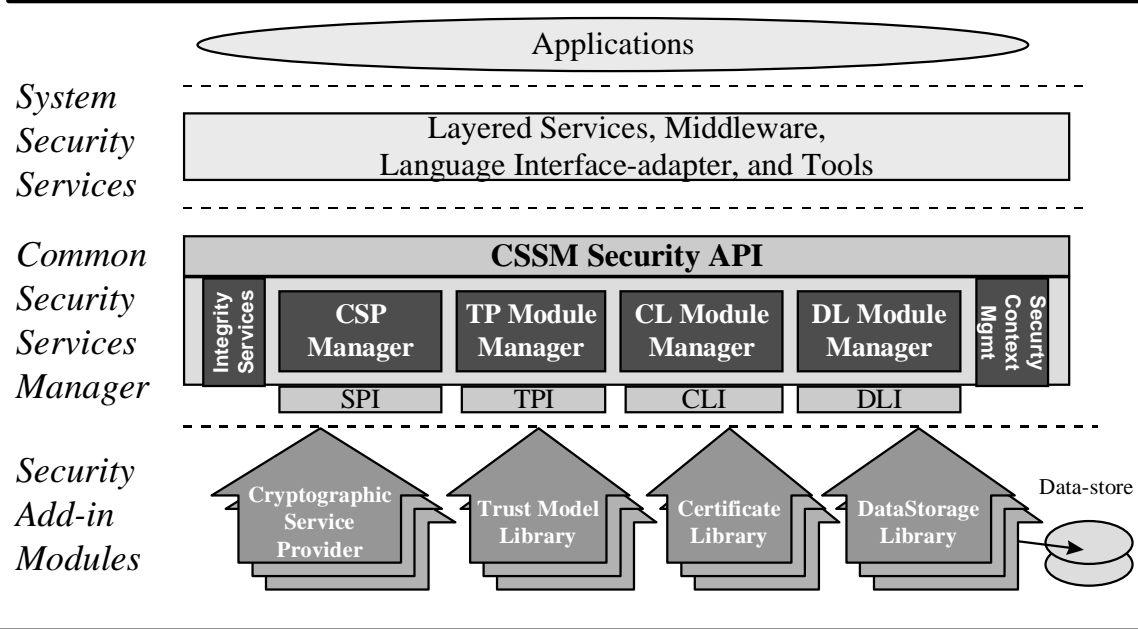 Applications
System
Security
Services
Layered Services, Middleware,
Language Interface-adapter, and Tools
Common
Security
Services
Manager
CSSM Security API
Integrity
Services
CSP
Manager
TP Module
Manager
CL Module
Manager
DL Module
Manager
Securty
Context
Mgmt
SPI
TPI
CLI
DLI
Security
Add-in
Modules
Cryptographic
Service
Provider
Trust Model
Library
Certificate
Library
DataStorage
Library
Data-store